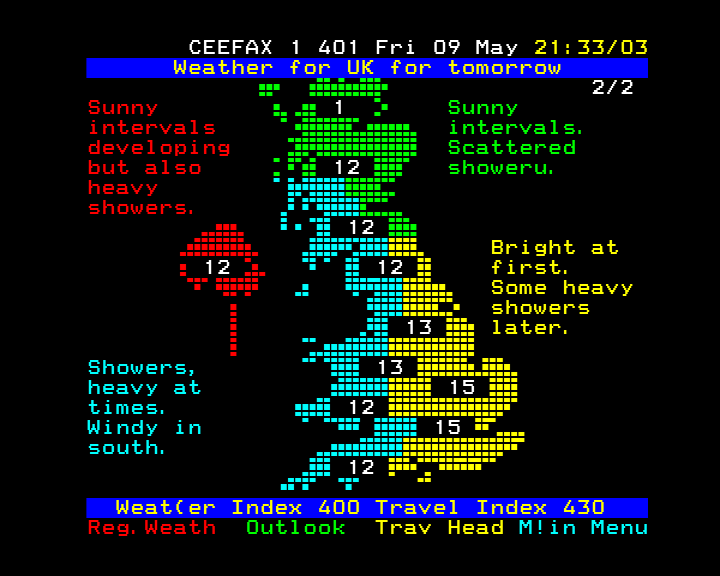 CEEFAX 1 401 Fri 09 May 21:33/03
Weather for UK for tomorrow
2/2
Sunny
intervals
developing
but also
heavy
showers.
1
Sunny
intervals.
Scattered
showeru.
12
12
12
12
Bright at
first.
Some heavy
showers
later.
13
13
15
12
15
12
Showers,
heavy at
times.
Windy in
south.
Weat(er Index 400 Travel Index 430
Reg.Weath Outlook Trav Head M!in Menu